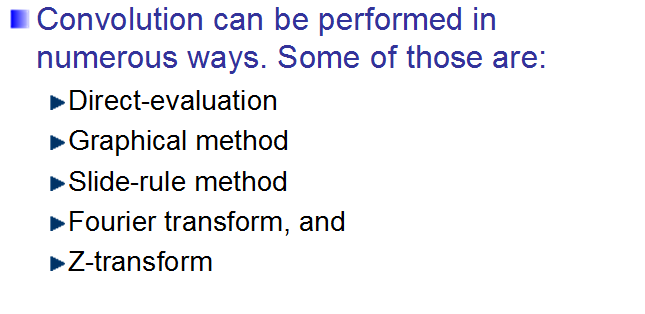 Convolution can be performed in
numerous ways. Some of those are:
Direct-evaluation
Graphical method
Slide-rule method
Fourier transform, and
Z-transform